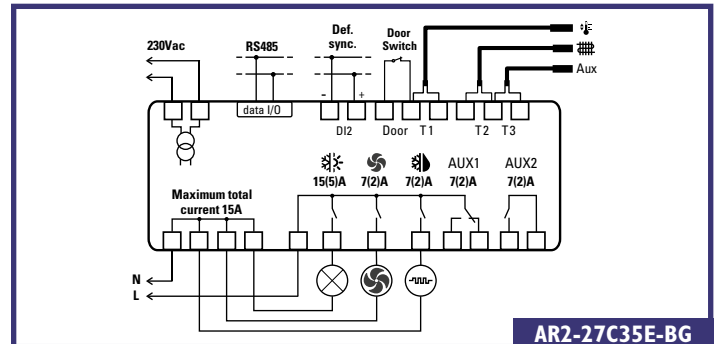 230Vac
RS485
Def.
sync.
Door
Switch
Aux
data I/O
- +
DI2
Door
T1
T2
T3
AUX1
AUX2
15(5)A
7(2)A
7(2)A
7(2)A
7(2)A
Maximum total
current 15A
N
L
AR2-27C35E-BG